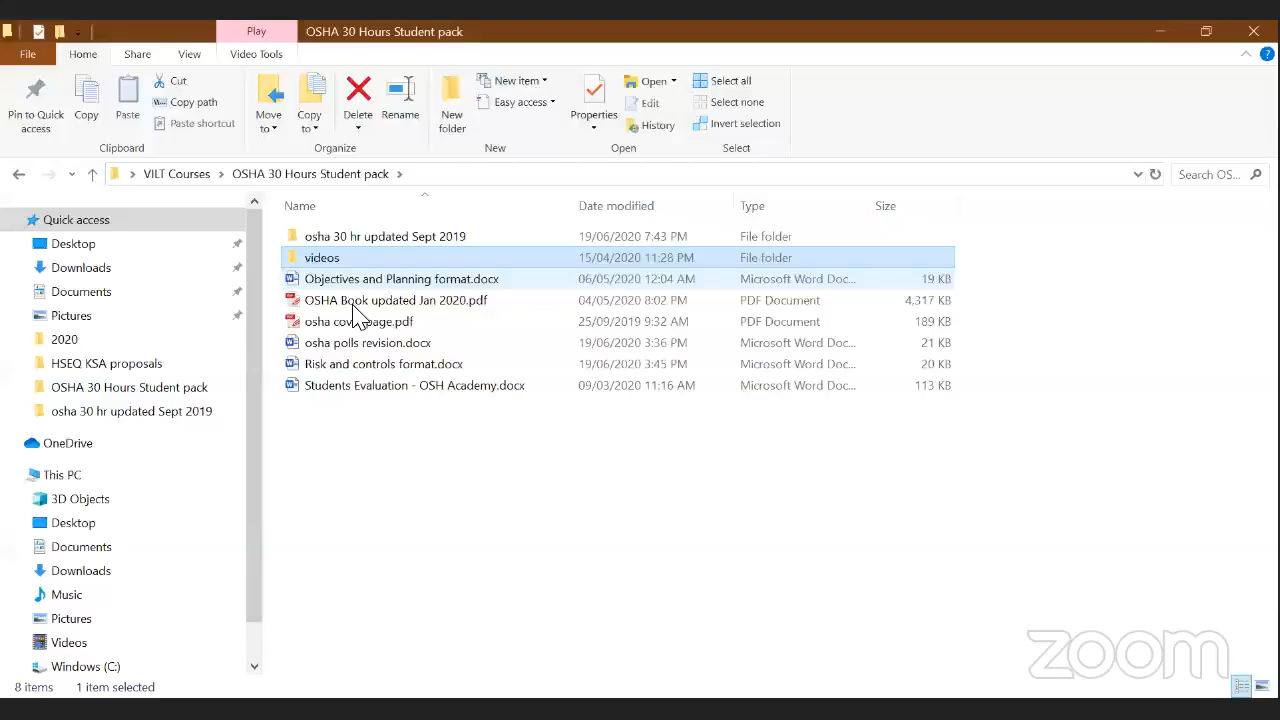 Play
OSHA 30 Hours Student pack
File
Home
Share
View
Video Tools
Pin to Quick access
Copy
Paste
Cut
Copy path
Paste shortcut
Clipboard
Move to
Copy to
Delete
Rename
Organize
New folder
New item
Easy access
New
Properties
Open
Edit
History
Open
Select all
Select none
Invert selection
Select
VILT Courses > OSHA 30 Hours Student pack >
Search OS...
Name Date modified Type Size
osha 30 hr updated Sept 2019 19/06/2020 7:43 PM File folder
videos 15/04/2020 11:28 PM File folder
Objectives and Planning format.docx 06/05/2020 12:04 AM Microsoft Word Doc... 19 KB
OSHA Book updated Jan 2020.pdf 04/05/2020 8:02 PM PDF Document 4,317 KB
osha cover page.pdf 25/09/2019 9:32 AM PDF Document 189 KB
osha polls revision.docx 19/06/2020 3:36 PM Microsoft Word Doc... 21 KB
Risk and controls format.docx 19/06/2020 3:45 PM Microsoft Word Doc... 20 KB
Students Evaluation - OSH Academy.docx 09/03/2020 11:16 AM Microsoft Word Doc... 113 KB
Quick access
Desktop
Downloads
Documents
Pictures
2020
HSEQ KSA proposals
OSHA 30 Hours Student pack
osha 30 hr updated Sept 2019
OneDrive
This PC
3D Objects
Desktop
Documents
Downloads
Music
Pictures
Videos
Windows (C:)
8 items 1 item selected
zoom